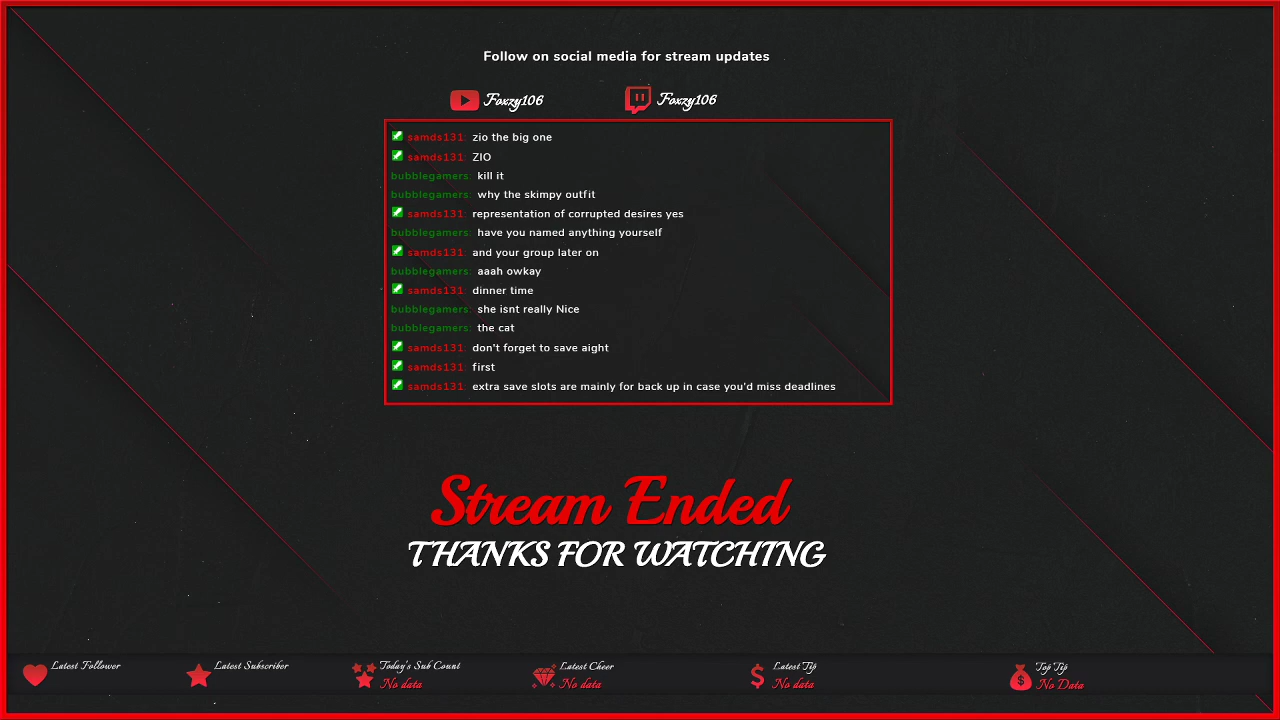 Follow on social media for stream updates
Foxzy106 Foxzy106
samds131: zio the big one
samds131: ZIO
bubblegamers: kill it
bubblegamers: why the skimpy outfit
samds131: representation of corrupted desires yes
bubblegamers: have you named anything yourself
samds131: and your group later on
bubblegamers: aaah owkay
samds131: dinner time
bubblegamers: she isnt really Nice
bubblegamers: the cat
samds131: don't forget to save aight
samds131: first
samds131: extra save slots are mainly for back up in case you'd miss deadlines
Stream Ended
THANKS FOR WATCHING
Latest Follower Latest Subscriber Today's Sub Count Latest Cheer Latest Tip Top Tip
No data No data No data No Data